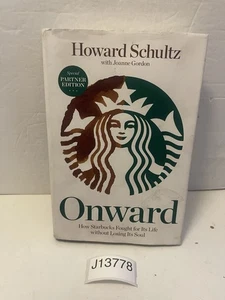 Howard Schultz
with Joanne Gordon
Special
PARTNER
EDITION
Onward
How Starbucks Fought for Its Life
without Losing Its Soul
J13778